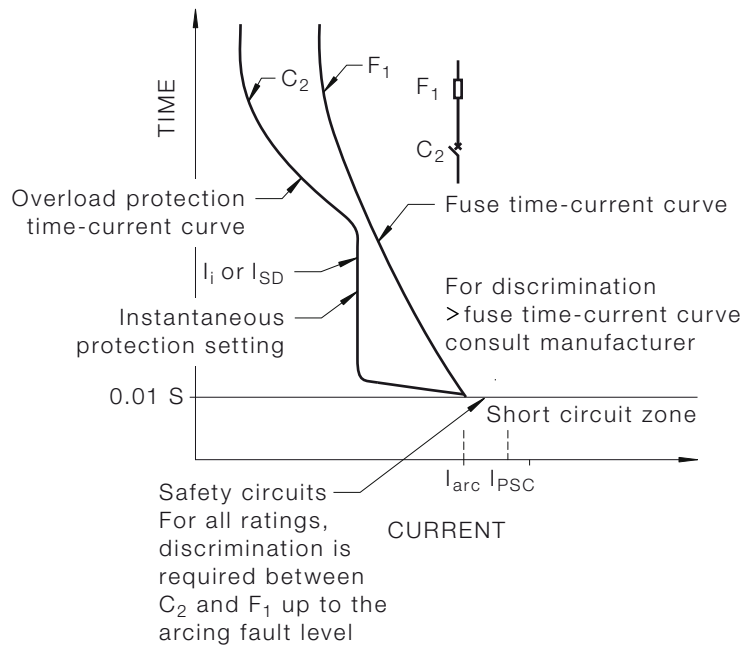 TIME
C2
F1
F1
C2
Overload protection
time-current curve
Fuse time-current curve
Ii or ISD
Instantaneous
protection setting
For discrimination
>fuse time-current curve
consult manufacturer
0.01 S
Short circuit zone
Iarc IPSC
Safety circuits
For all ratings,
discrimination is
required between
C2 and F1 up to the
arcing fault level
CURRENT